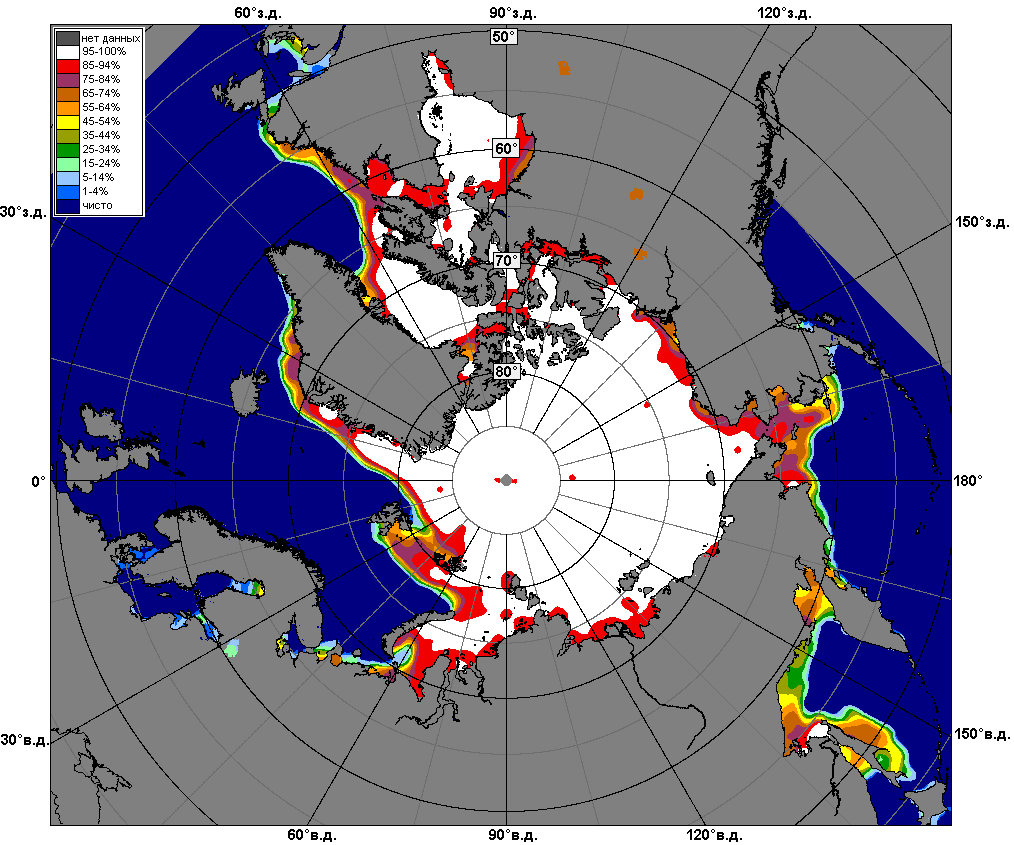 60°з.д.
90°з.д.
120°з.д.
нет данных
95-100%
85-94%
75-84%
65-74%
55-64%
45-54%
35-44%
25-34%
15-24%
5-14%
1-4%
чисто
50°
60°
70°
80°
30°з.д.
150°з.д.
0°
180°
30°в.д.
150°в.д.
60°в.д.
90°в.д.
120°в.д.